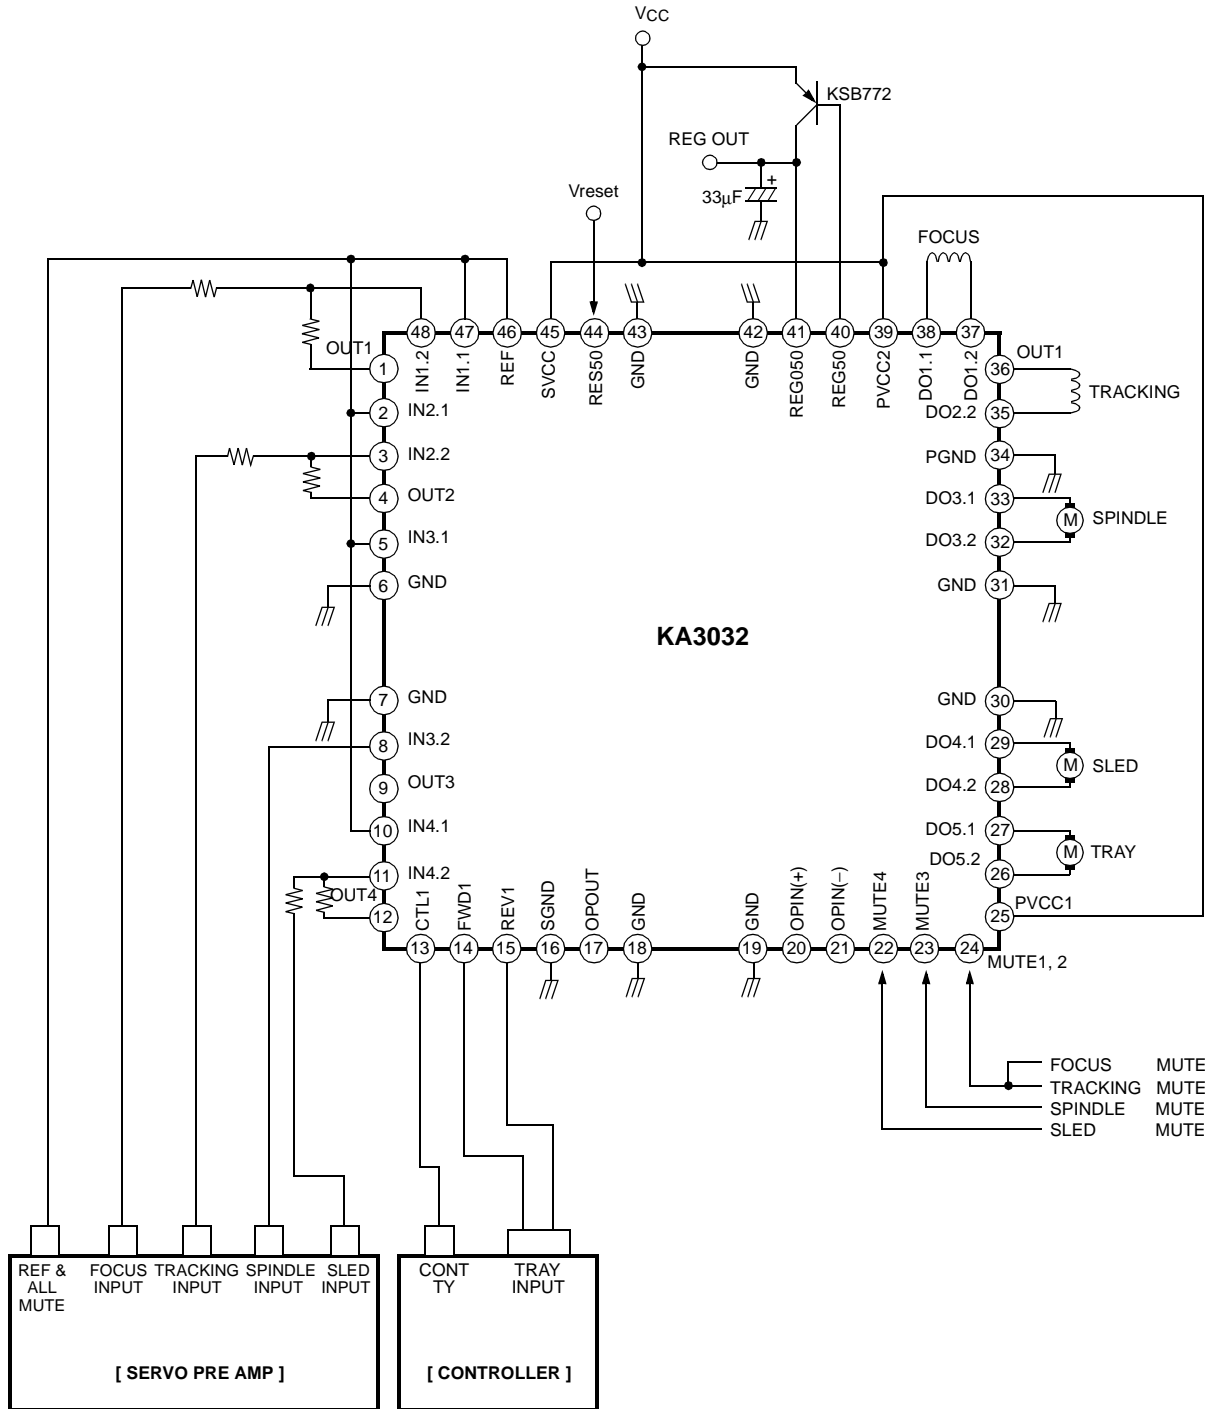 VCC
KSB772
REG OUT
+
33µF
Vreset
FOCUS
48
47
46
45
44
43
42
41
40
39
38
37
IN1.2
IN1.1
REF
SVCC
RES50
GND
GND
REG050
REG50
PVCC2
DO1.1
DO1.2
OUT1
1
2
IN2.1
3
IN2.2
4
OUT2
5
IN3.1
6
GND
7
GND
8
IN3.2
9
OUT3
10
IN4.1
11
IN4.2
OUT4
12
KA3032
OUT1
36
TRACKING
DO2.2
35
PGND
34
DO3.1
33
M
SPINDLE
DO3.2
32
GND
31
GND
30
DO4.1
29
M
SLED
DO4.2
28
DO5.1
27
M
TRAY
DO5.2
26
PVCC1
25
CTL1
FWD1
REV1
SGND
OPOUT
GND
GND
OPIN(+)
OPIN(−)
MUTE4
MUTE3
MUTE1, 2
13
14
15
16
17
18
19
20
21
22
23
24
FOCUS MUTE
TRACKING MUTE
SPINDLE MUTE
SLED MUTE
REF &
ALL
MUTE
FOCUS
INPUT
TRACKING
INPUT
SPINDLE
INPUT
SLED
INPUT
[ SERVO PRE AMP ]
CONT
TY
TRAY
INPUT
[ CONTROLLER ]